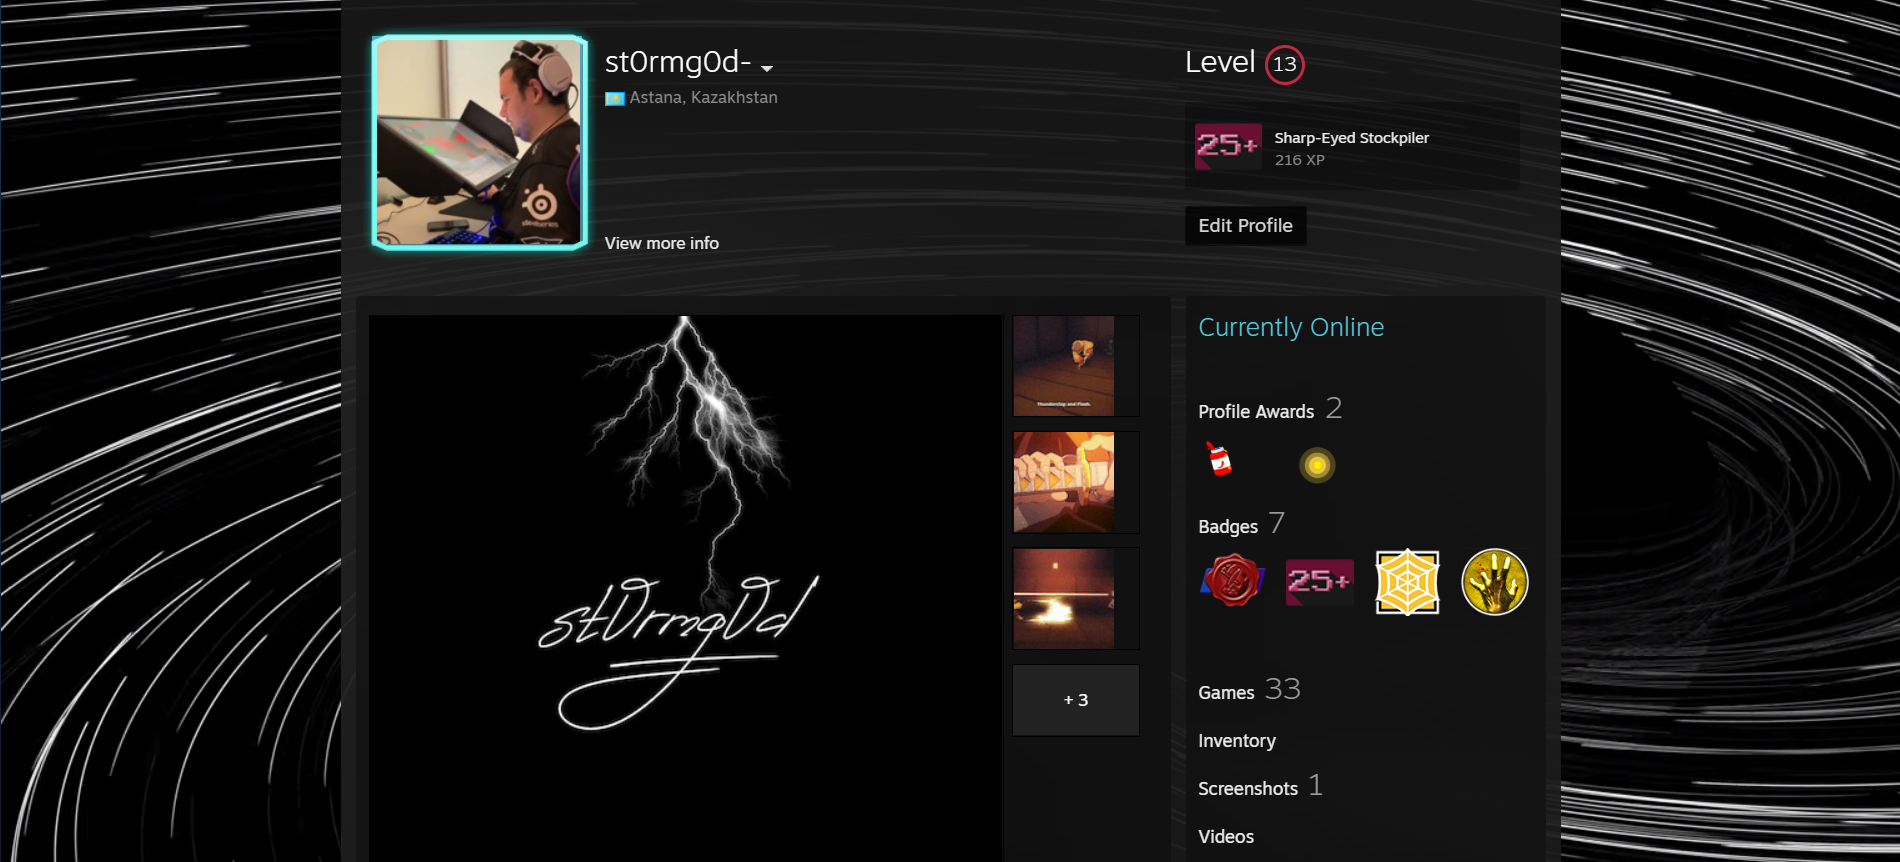 st0rmg0d-
Astana, Kazakhstan
View more info
Level 13
25+
Sharp-Eyed Stockpiler
216 XP
Edit Profile
steelseries
st0rmg0d
Thunderclap and Flash.
+ 3
Currently Online
Profile Awards 2
Badges 7
25+
Games 33
Inventory
Screenshots 1
Videos